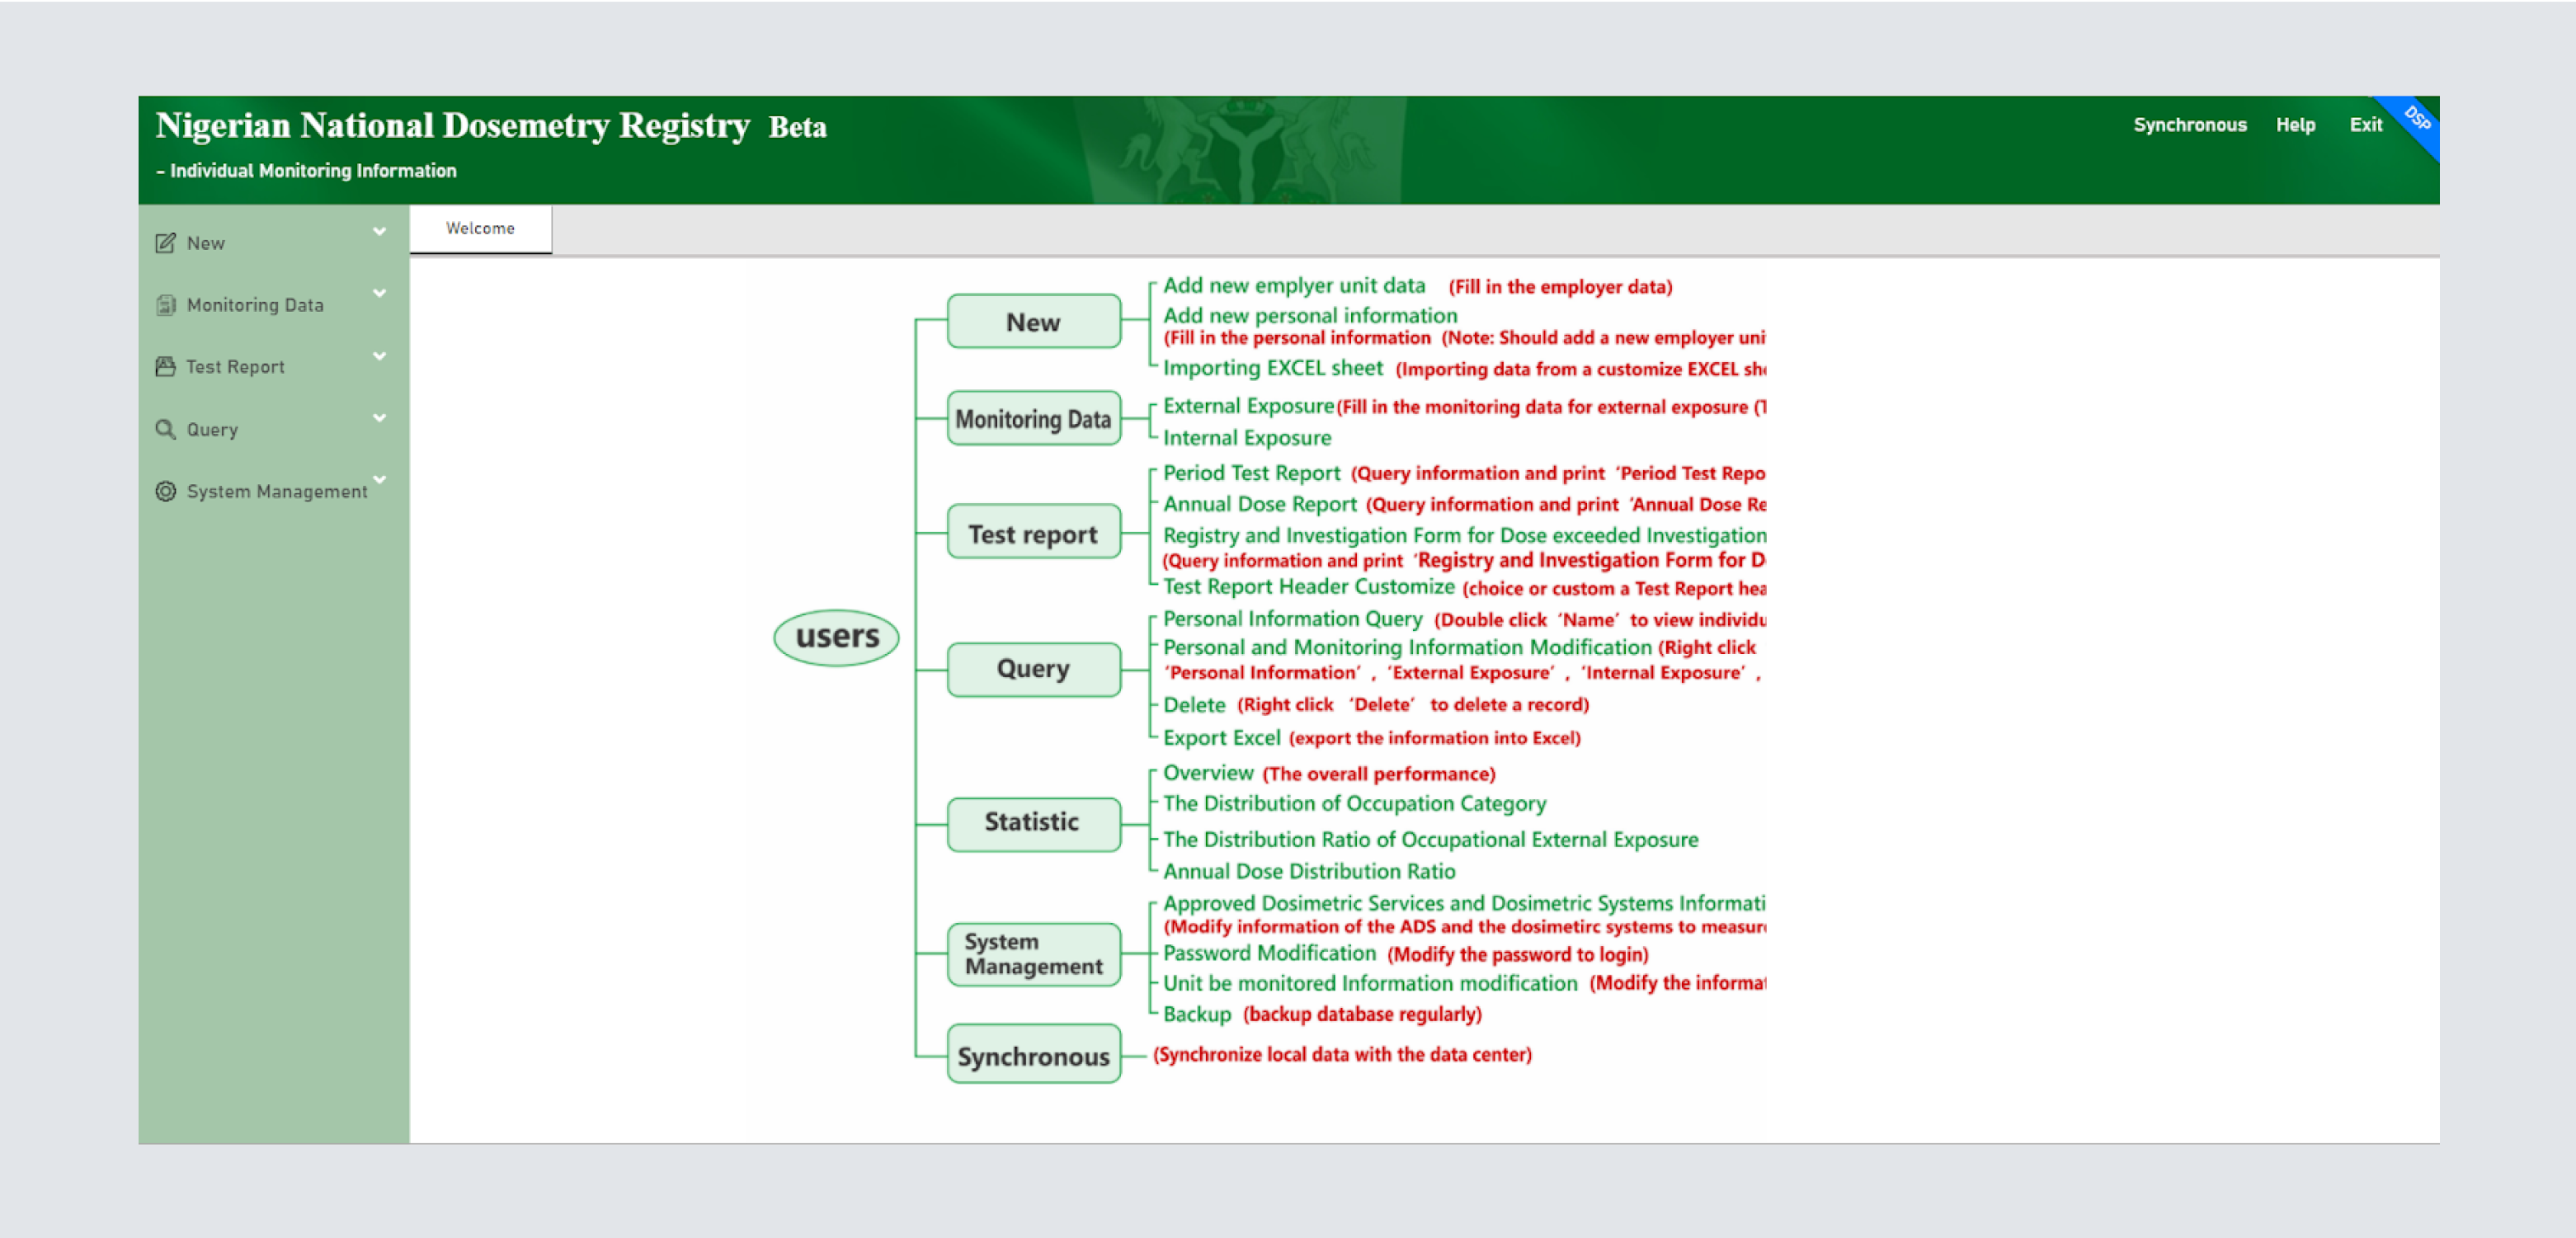 Nigerian National Dosemetry Registry Beta
– Individual Monitoring Information
Synchronous Help Exit
DSP
New
Monitoring Data
Test Report
Query
System Management
Welcome
users
New
Add new emplyer unit data (Fill in the employer data)
Add new personal information
(Fill in the personal information (Note: Should add a new employer uni
Importing EXCEL sheet (Importing data from a customize EXCEL sh
Monitoring Data
External Exposure(Fill in the monitoring data for external exposure (
Internal Exposure
Test report
Period Test Report (Query information and print ‘Period Test Repo
Annual Dose Report (Query information and print ‘Annual Dose Re
Registry and Investigation Form for Dose exceeded Investigation
(Query information and print ‘Registry and Investigation Form for D
Test Report Header Customize (choice or custom a Test Report hea
Query
Personal Information Query (Double click ‘Name’ to view individu
Personal and Monitoring Information Modification (Right click
‘Personal Information’ , ‘External Exposure’ , ‘Internal Exposure’ ,
Delete (Right click ‘Delete’ to delete a record)
Export Excel (export the information into Excel)
Statistic
Overview (The overall performance)
The Distribution of Occupation Category
The Distribution Ratio of Occupational External Exposure
Annual Dose Distribution Ratio
System
Management
Approved Dosimetric Services and Dosimetric Systems Informati
(Modify information of the ADS and the dosimetirc systems to measur
Password Modification (Modify the password to login)
Unit be monitored Information modification (Modify the informa
Backup (backup database regularly)
Synchronous
(Synchronize local data with the data center)